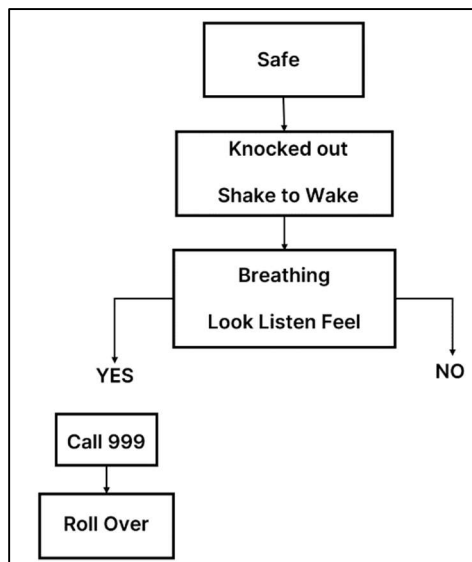 Safe
Knocked out
Shake to Wake
Breathing
Look Listen Feel
YES
NO
Call 999
Roll Over